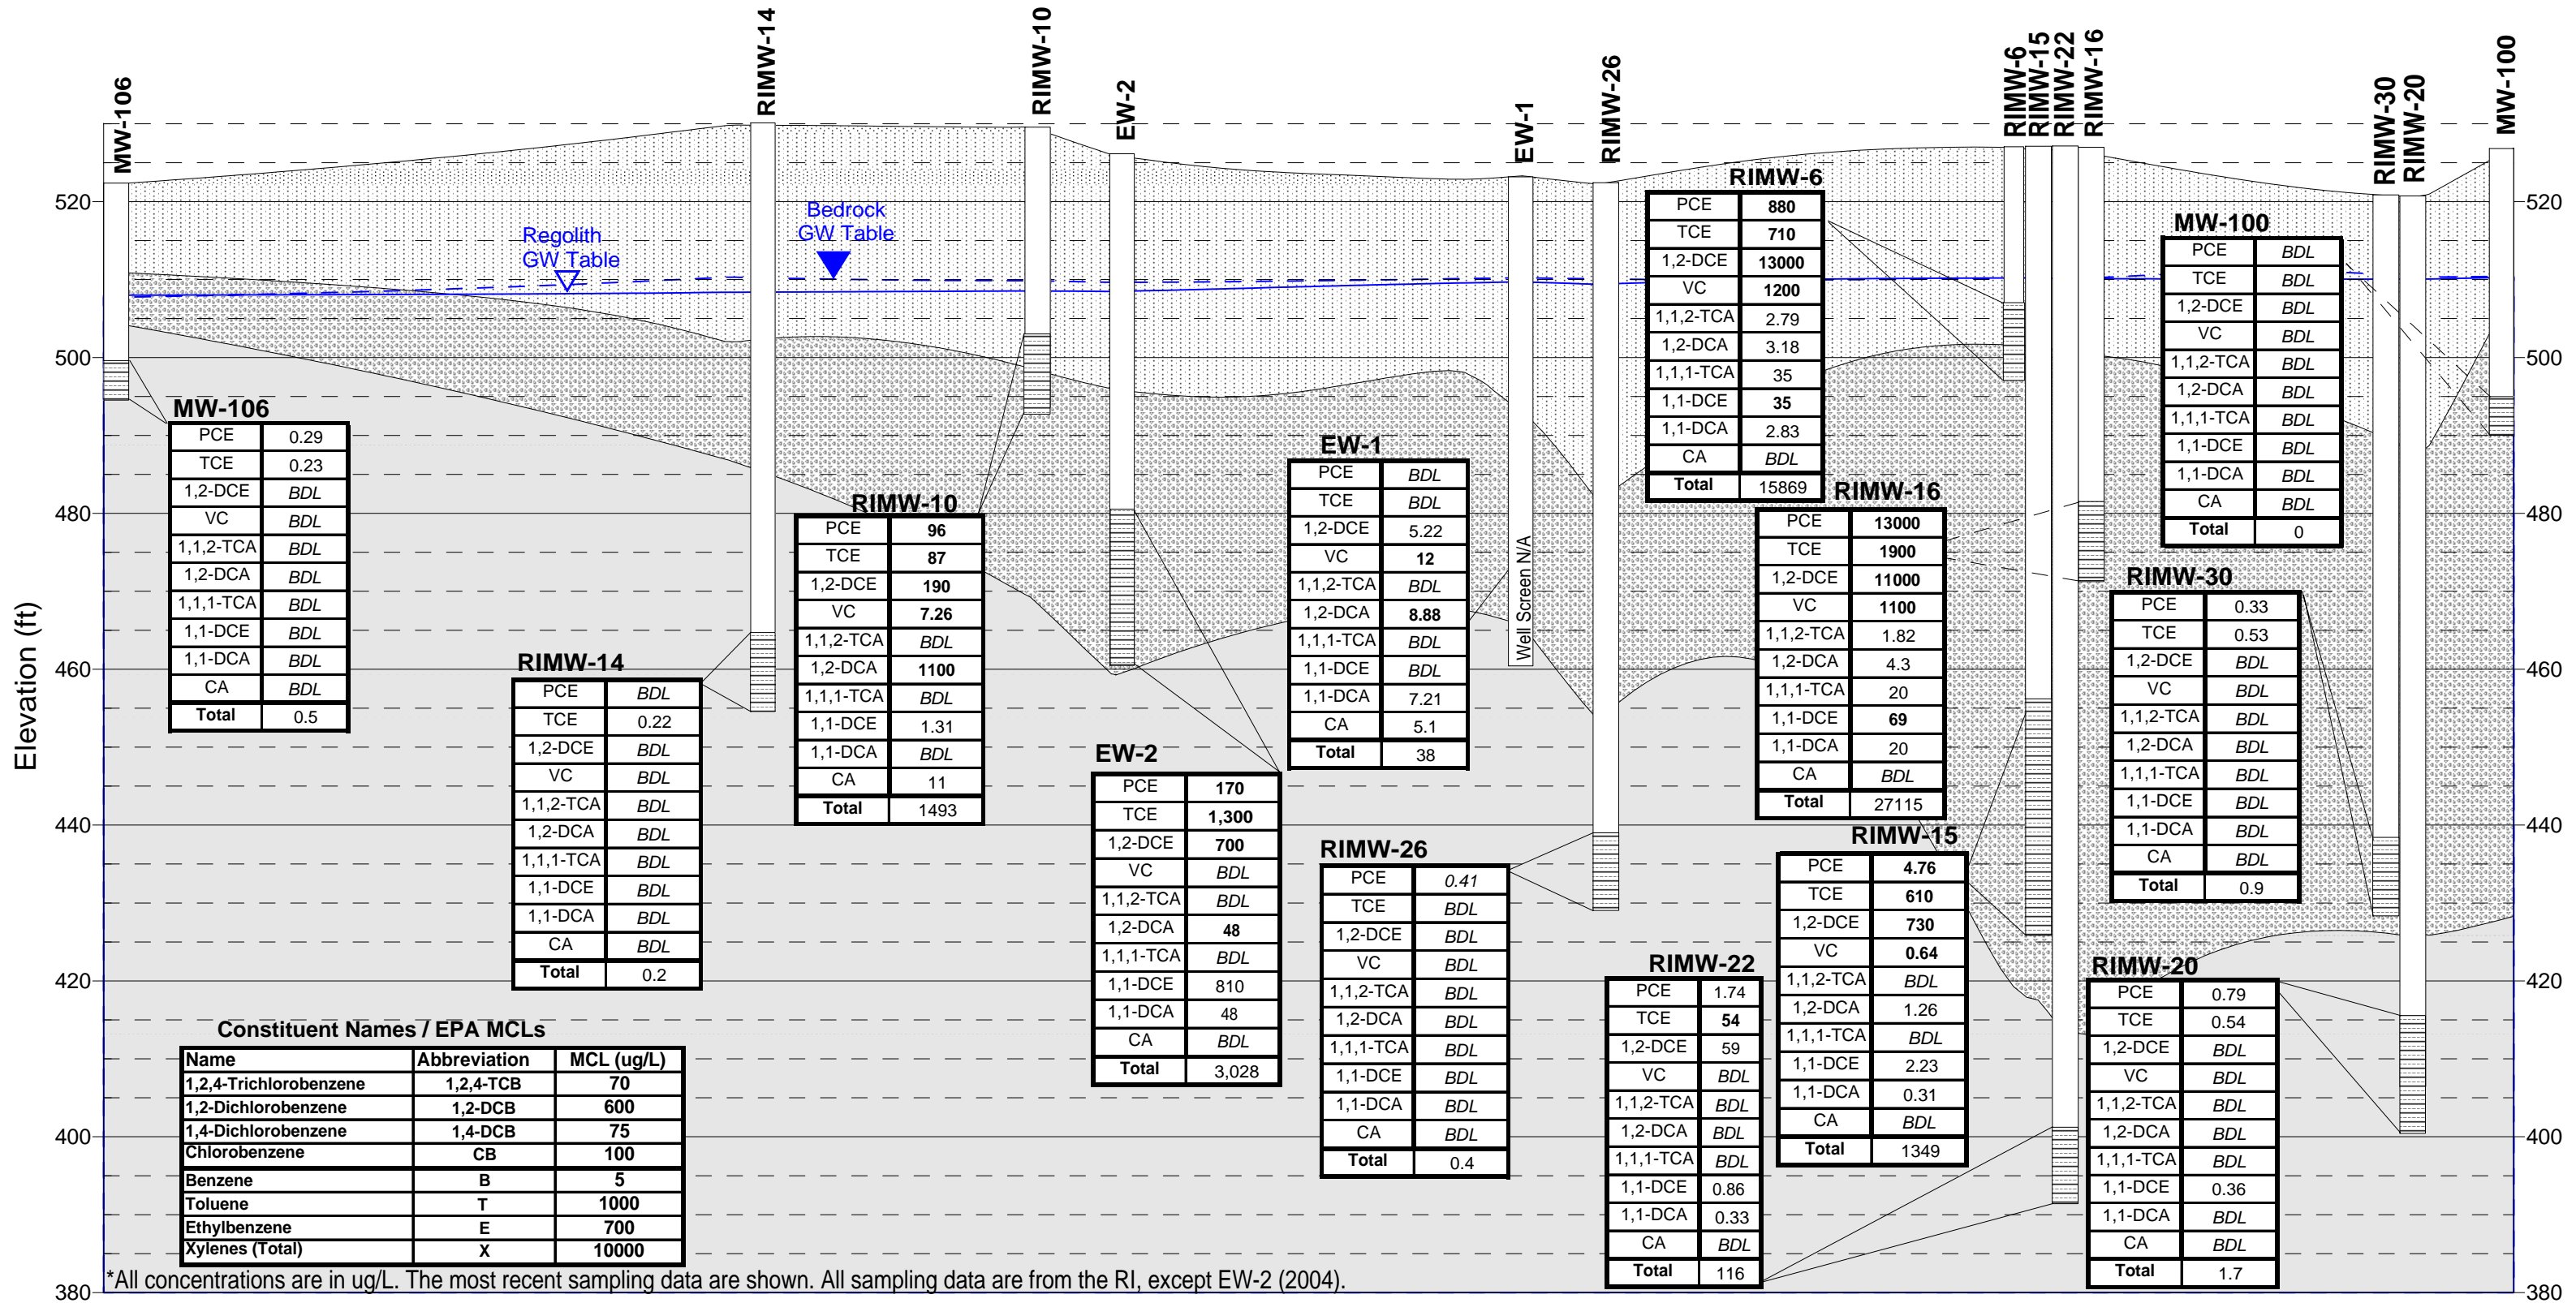 MW-106
RIMW-14
RIMW-10
EW-2
EW-1
RIMW-26
RIMW-6
RIMW-15
RIMW-22
RIMW-16
RIMW-30
RIMW-20
MW-100
Elevation (ft)
520
500
480
460
440
420
400
380
520
500
480
460
440
420
400
380
Regolith
GW Table
Bedrock
GW Table
Well Screen N/A
MW-106
PCE 0.29
TCE 0.23
1,2-DCE BDL
VC BDL
1,1,2-TCA BDL
1,2-DCA BDL
1,1,1-TCA BDL
1,1-DCE BDL
1,1-DCA BDL
CA BDL
Total 0.5
RIMW-14
PCE BDL
TCE 0.22
1,2-DCE BDL
VC BDL
1,1,2-TCA BDL
1,2-DCA BDL
1,1,1-TCA BDL
1,1-DCE BDL
1,1-DCA BDL
CA BDL
Total 0.2
RIMW-10
PCE 96
TCE 87
1,2-DCE 190
VC 7.26
1,1,2-TCA BDL
1,2-DCA 1100
1,1,1-TCA BDL
1,1-DCE 1.31
1,1-DCA BDL
CA 11
Total 1493
EW-2
PCE 170
TCE 1,300
1,2-DCE 700
VC BDL
1,1,2-TCA BDL
1,2-DCA 48
1,1,1-TCA BDL
1,1-DCE 810
1,1-DCA 48
CA BDL
Total 3,028
EW-1
PCE BDL
TCE BDL
1,2-DCE 5.22
VC 12
1,1,2-TCA BDL
1,2-DCA 8.88
1,1,1-TCA BDL
1,1-DCE BDL
1,1-DCA 7.21
CA 5.1
Total 38
RIMW-26
PCE 0.41
TCE BDL
1,2-DCE BDL
VC BDL
1,1,2-TCA BDL
1,2-DCA BDL
1,1,1-TCA BDL
1,1-DCE BDL
1,1-DCA BDL
CA BDL
Total 0.4
RIMW-6
PCE 880
TCE 710
1,2-DCE 13000
VC 1200
1,1,2-TCA 2.79
1,2-DCA 3.18
1,1,1-TCA 35
1,1-DCE 35
1,1-DCA 2.83
CA BDL
Total 15869
RIMW-16
PCE 13000
TCE 1900
1,2-DCE 11000
VC 1100
1,1,2-TCA 1.82
1,2-DCA 4.3
1,1,1-TCA 20
1,1-DCE 69
1,1-DCA 20
CA BDL
Total 27115
RIMW-15
PCE 4.76
TCE 610
1,2-DCE 730
VC 0.64
1,1,2-TCA BDL
1,2-DCA 1.26
1,1,1-TCA BDL
1,1-DCE 2.23
1,1-DCA 0.31
CA BDL
Total 1349
RIMW-22
PCE 1.74
TCE 54
1,2-DCE 59
VC BDL
1,1,2-TCA BDL
1,2-DCA BDL
1,1,1-TCA BDL
1,1-DCE 0.86
1,1-DCA 0.33
CA BDL
Total 116
MW-100
PCE BDL
TCE BDL
1,2-DCE BDL
VC BDL
1,1,2-TCA BDL
1,2-DCA BDL
1,1,1-TCA BDL
1,1-DCE BDL
1,1-DCA BDL
CA BDL
Total 0
RIMW-30
PCE 0.33
TCE 0.53
1,2-DCE BDL
VC BDL
1,1,2-TCA BDL
1,2-DCA BDL
1,1,1-TCA BDL
1,1-DCE BDL
1,1-DCA BDL
CA BDL
Total 0.9
RIMW-20
PCE 0.79
TCE 0.54
1,2-DCE BDL
VC BDL
1,1,2-TCA BDL
1,2-DCA BDL
1,1,1-TCA BDL
1,1-DCE 0.36
1,1-DCA BDL
CA BDL
Total 1.7
Constituent Names / EPA MCLs
Name Abbreviation MCL (ug/L)
1,2,4-Trichlorobenzene 1,2,4-TCB 70
1,2-Dichlorobenzene 1,2-DCB 600
1,4-Dichlorobenzene 1,4-DCB 75
Chlorobenzene CB 100
Benzene B 5
Toluene T 1000
Ethylbenzene E 700
Xylenes (Total) X 10000
*All concentrations are in ug/L. The most recent sampling data are shown. All sampling data are from the RI, except EW-2 (2004).